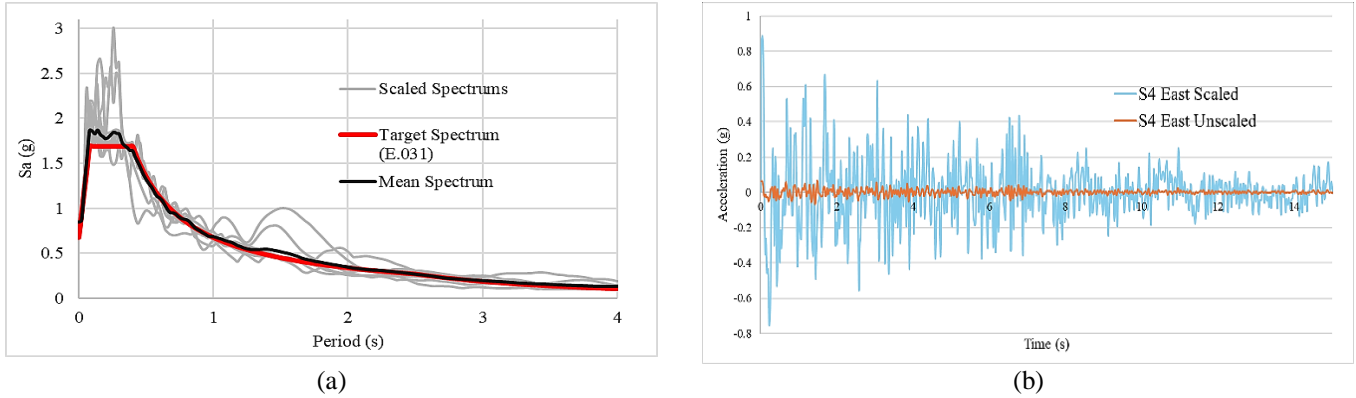 3
2.5
2
1.5
1
0.5
0
Sa (g)
0
1
2
3
4
Period (s)
Scaled Spectrums
Target Spectrum
(E.031)
Mean Spectrum
(a)
1
0.8
0.6
0.4
0.2
0
-0.2
-0.4
-0.6
-0.8
Acceleration (g)
0
2
4
6
8
10
12
14
Time (s)
S4 East Scaled
S4 East Unscaled
(b)